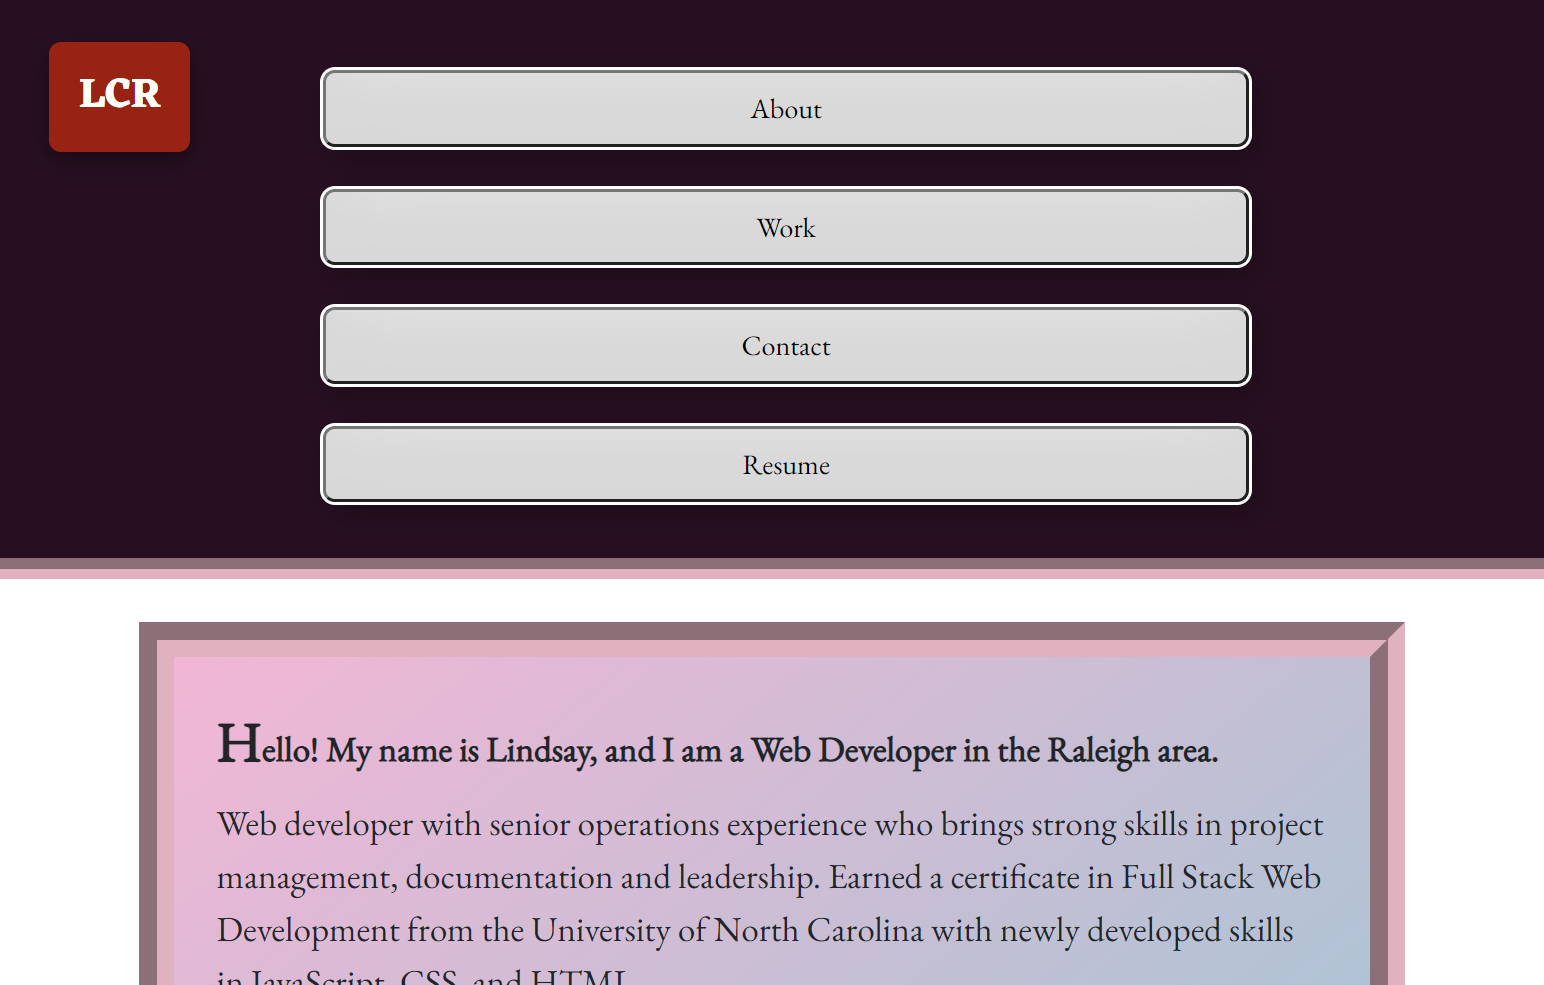 LCR
About
Work
Contact
Resume
Hello! My name is Lindsay, and I am a Web Developer in the Raleigh area.
Web developer with senior operations experience who brings strong skills in project
management, documentation and leadership. Earned a certificate in Full Stack Web
Development from the University of North Carolina with newly developed skills
in JavaScript, CSS, and HTML